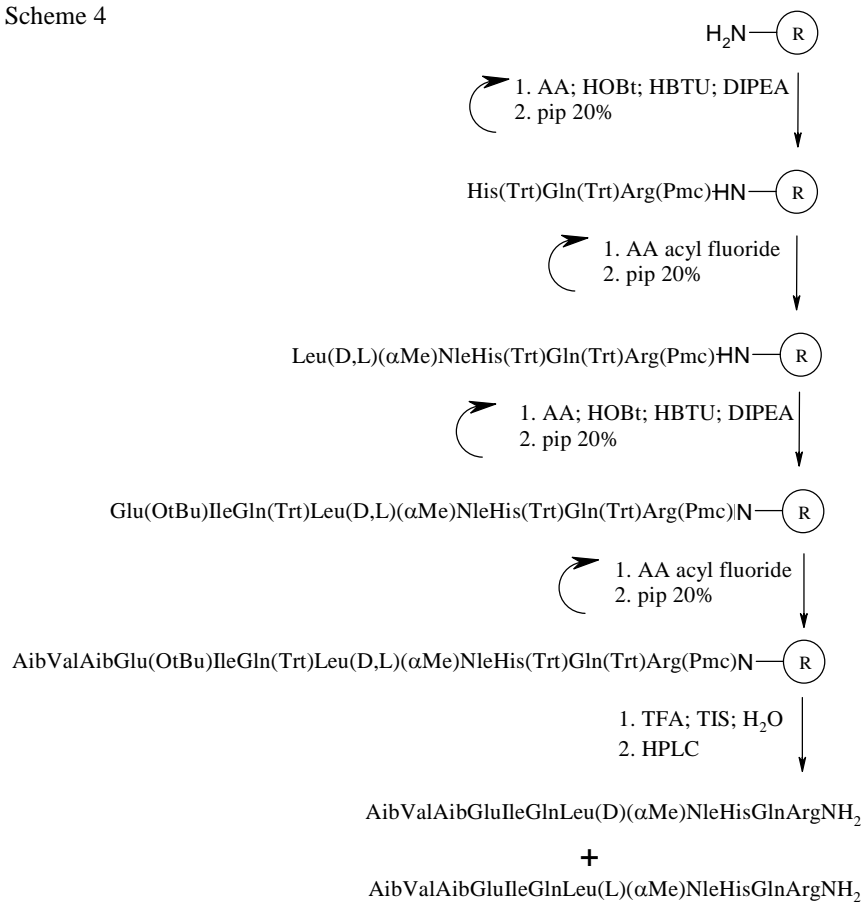 Scheme 4
H2N R
1. AA; HOBt; HBTU; DIPEA
2. pip 20%
His(Trt)Gln(Trt)Arg(Pmc)HN R
1. AA acyl fluoride
2. pip 20%
Leu(D,L)(αMe)NleHis(Trt)Gln(Trt)Arg(Pmc)HN R
1. AA; HOBt; HBTU; DIPEA
2. pip 20%
Glu(OtBu)IleGln(Trt)Leu(D,L)(αMe)NleHis(Trt)Gln(Trt)Arg(Pmc)N R
1. AA acyl fluoride
2. pip 20%
AibValAibGlu(OtBu)IleGln(Trt)Leu(D,L)(αMe)NleHis(Trt)Gln(Trt)Arg(Pmc)N R
1. TFA; TIS; H2O
2. HPLC
AibValAibGluIleGlnLeu(D)(αMe)NleHisGlnArgNH2
+
AibValAibGluIleGlnLeu(L)(αMe)NleHisGlnArgNH2